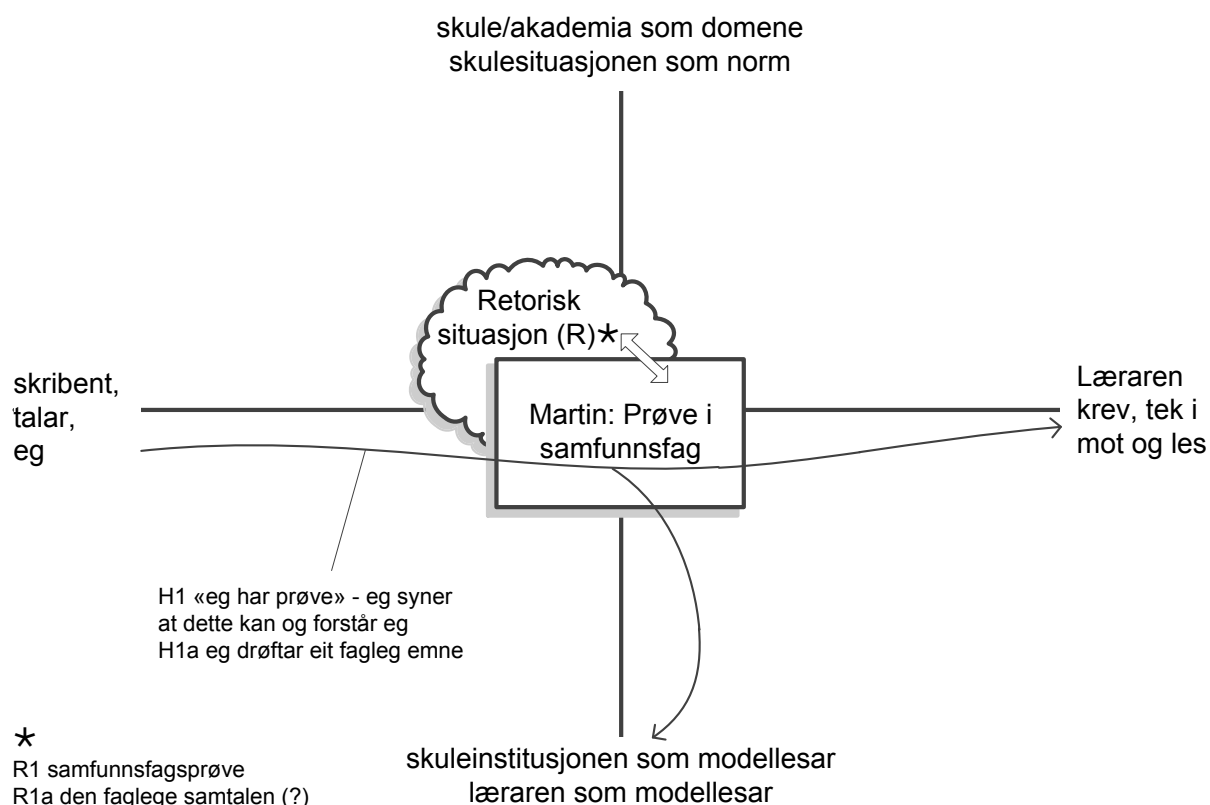 skule/akademia som domene
skulesituasjonen som norm
Retorisk
situasjon (R)*
skribent,
talar,
eg
Martin: Prøve i
samfunnsfag
Læraren
krev, tek i
mot og les
H1 «eg har prøve» - eg syner
at dette kan og forstår eg
H1a eg drøftar eit fagleg emne
*
R1 samfunnsfagsprøve
R1a den faglege samtalen (?)
skuleinstitusjonen som modellesar
læraren som modellesar